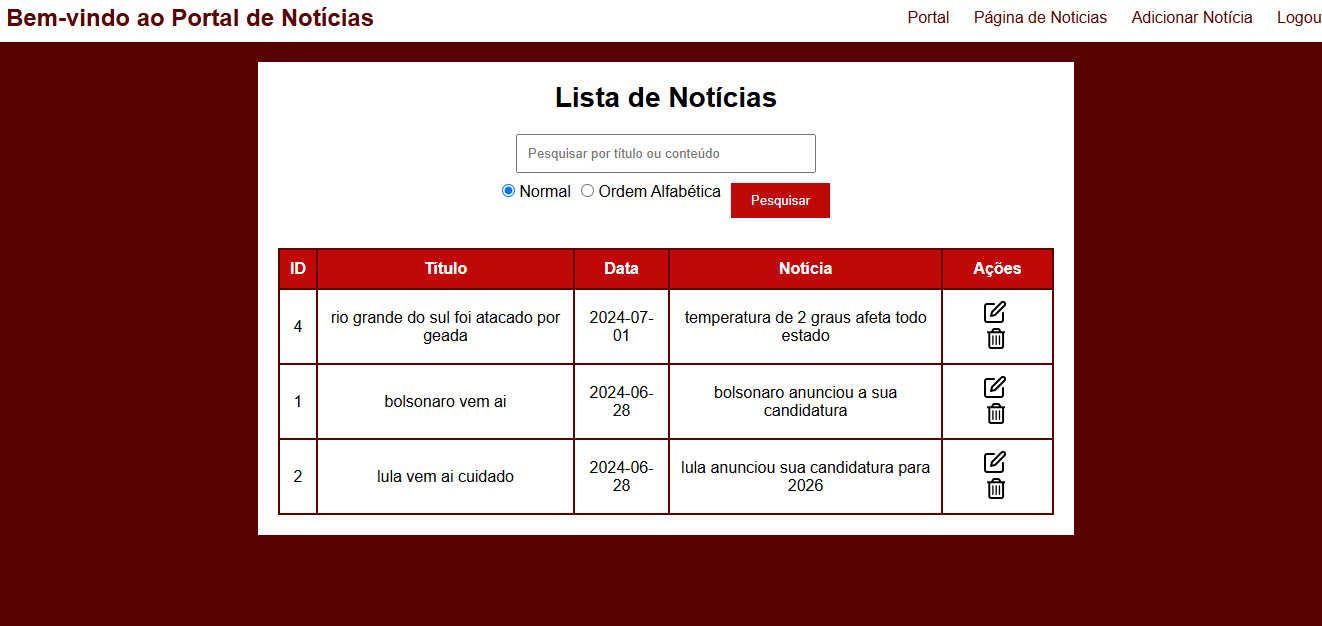 Bem-vindo ao Portal de Notícias
Portal Página de Noticias Adicionar Notícia Logou
Lista de Notícias
Pesquisar por título ou conteúdo
Normal Ordem Alfabética Pesquisar
ID Título Data Notícia Ações
4 rio grande do sul foi atacado por 2024-07- temperatura de 2 graus afeta todo
geada 01 estado
1 bolsonaro vem ai 2024-06- bolsonaro anunciou a sua
28 candidatura
2 lula vem ai cuidado 2024-06- lula anunciou sua candidatura para
28 2026